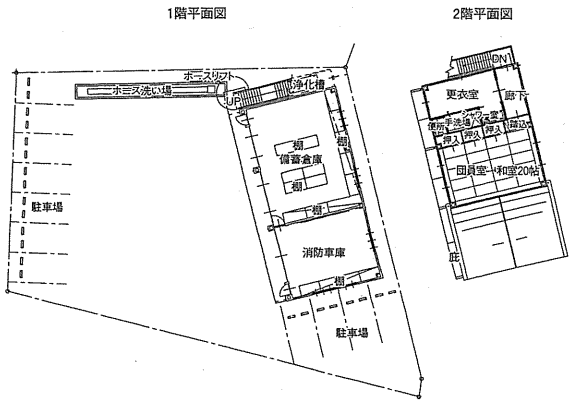 1階平面図
2階平面図
ホースリフト
ホース洗い場
UP
浄化槽
棚
備蓄倉庫
棚
棚
棚
消防車庫
棚
駐車場
駐車場
DN
更衣室
廊下
シャワー室
便所
手洗場
押入
押入
押入
踏込
団員室→和室20帖
庇